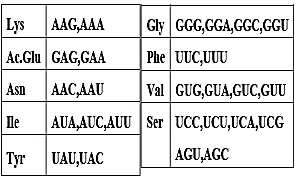 Lys AAG,AAA
Ac.Glu GAG,GAA
Asn AAC,AAU
Ile AUA,AUC,AUU
Tyr UAU,UAC
Gly GGG,GGA,GGC,GGU
Phe UUC,UUU
Val GUG,GUA,GUC,GUU
Ser UCC,UCU,UCA,UCG
AGU,AGC